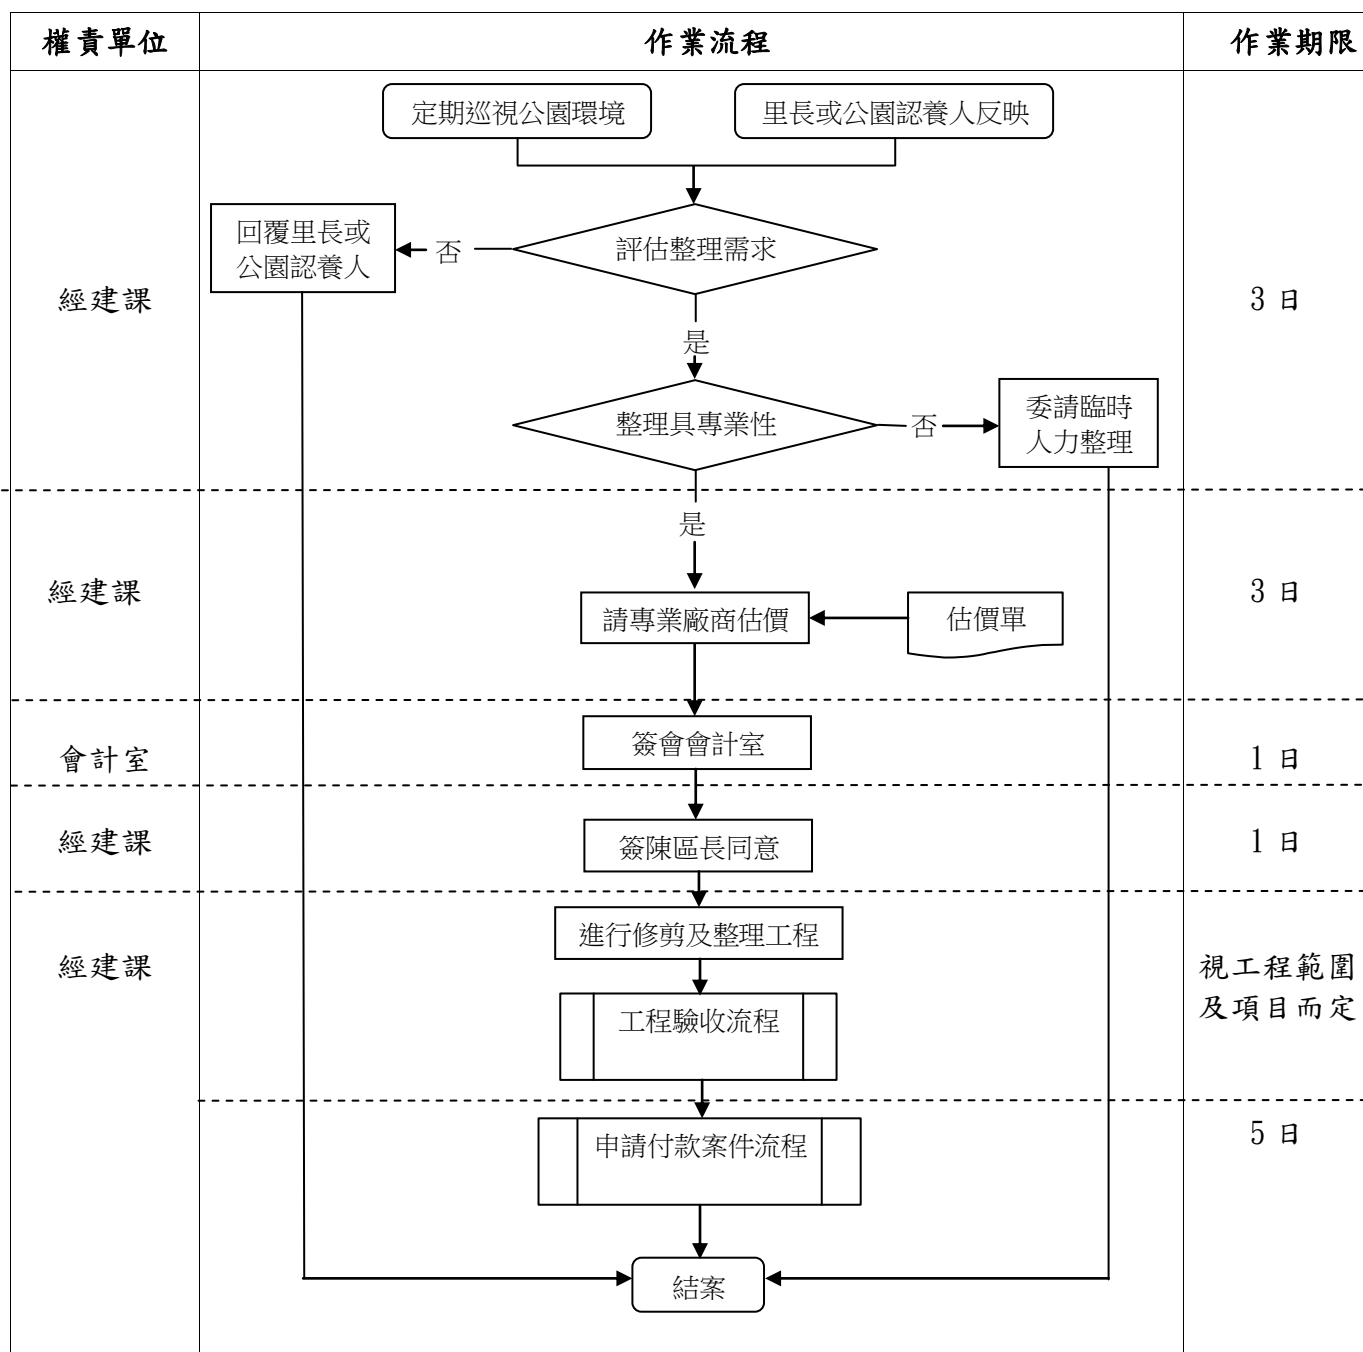 權責單位
作業流程
作業期限
定期巡視公園環境
里長或公園認養人反映
回覆里長或
公園認養人
否
評估整理需求
經建課
3 日
是
整理具專業性
否
委請臨時
人力整理
是
經建課
3 日
請專業廠商估價
估價單
會計室
簽會會計室
1 日
經建課
簽陳區長同意
1 日
經建課
進行修剪及整理工程
視工程範圍
及項目而定
工程驗收流程
申請付款案件流程
5 日
結案